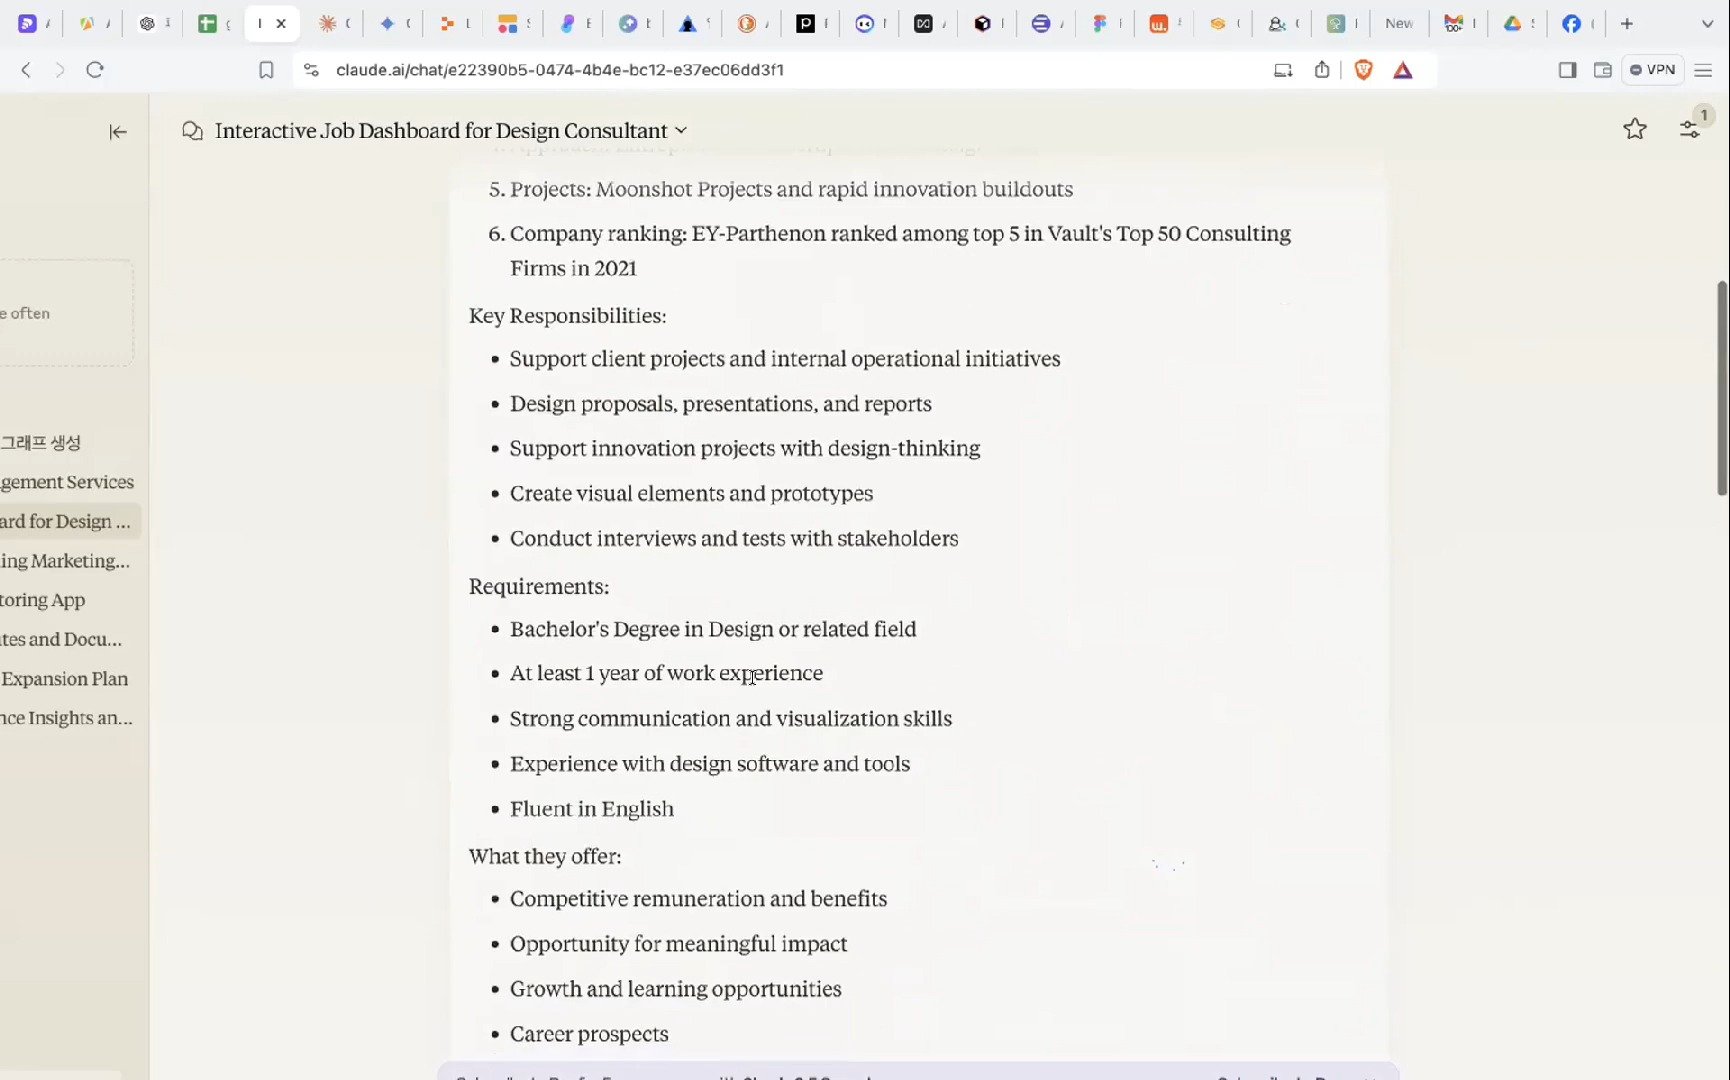 New
claude.ai/chat/e22390b5-0474-4b4e-bc12-e37ec06dd3f1
VPN
Interactive Job Dashboard for Design Consultant
1
5. Projects: Moonshot Projects and rapid innovation buildouts
6. Company ranking: EY-Parthenon ranked among top 5 in Vault's Top 50 Consulting
Firms in 2021
Key Responsibilities:
• Support client projects and internal operational initiatives
• Design proposals, presentations, and reports
• Support innovation projects with design-thinking
• Create visual elements and prototypes
• Conduct interviews and tests with stakeholders
Requirements:
• Bachelor's Degree in Design or related field
• At least 1 year of work experience
• Strong communication and visualization skills
• Experience with design software and tools
• Fluent in English
What they offer:
• Competitive remuneration and benefits
• Opportunity for meaningful impact
• Growth and learning opportunities
• Career prospects
e often
그래프 생성
gement Services
ard for Design ...
ing Marketing...
toring App
ites and Docu...
Expansion Plan
nce Insights an...